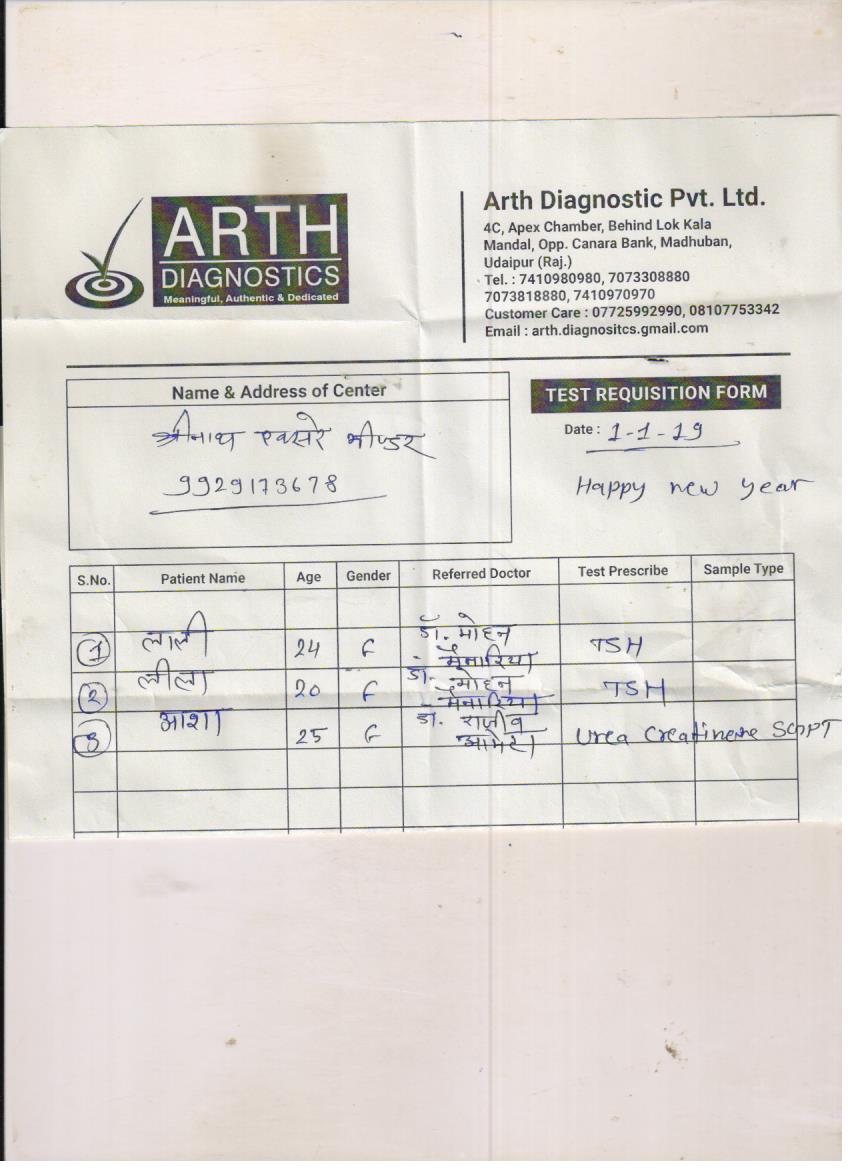 ARTH
DIAGNOSTICS
Meaningful, Authentic & Dedicated
Arth Diagnostic Pvt. Ltd.
4C, Apex Chamber, Behind Lok Kala
Mandal, Opp. Canara Bank, Madhuban,
Udaipur (Raj.)
Tel. : 7410980980, 7073308880
7073818880, 7410970970
Customer Care : 07725992990, 08107753342
Email : arth.diagnositcs.gmail.com
Name & Address of Center
श्रीनाथ एक्सरे भीण्डर
9929173678
TEST REQUISITION FORM
Date : 1-1-19
Happy new year
S.No. Patient Name Age Gender Referred Doctor Test Prescribe Sample Type
1 लाली 24 F डॉ. मोहन मेनारिया TSH
2 लीला 20 F डॉ. मोहन मेनारिया TSH
3 आशा 25 F डा. राजीव आमेटा Urea Creatinene SGPT